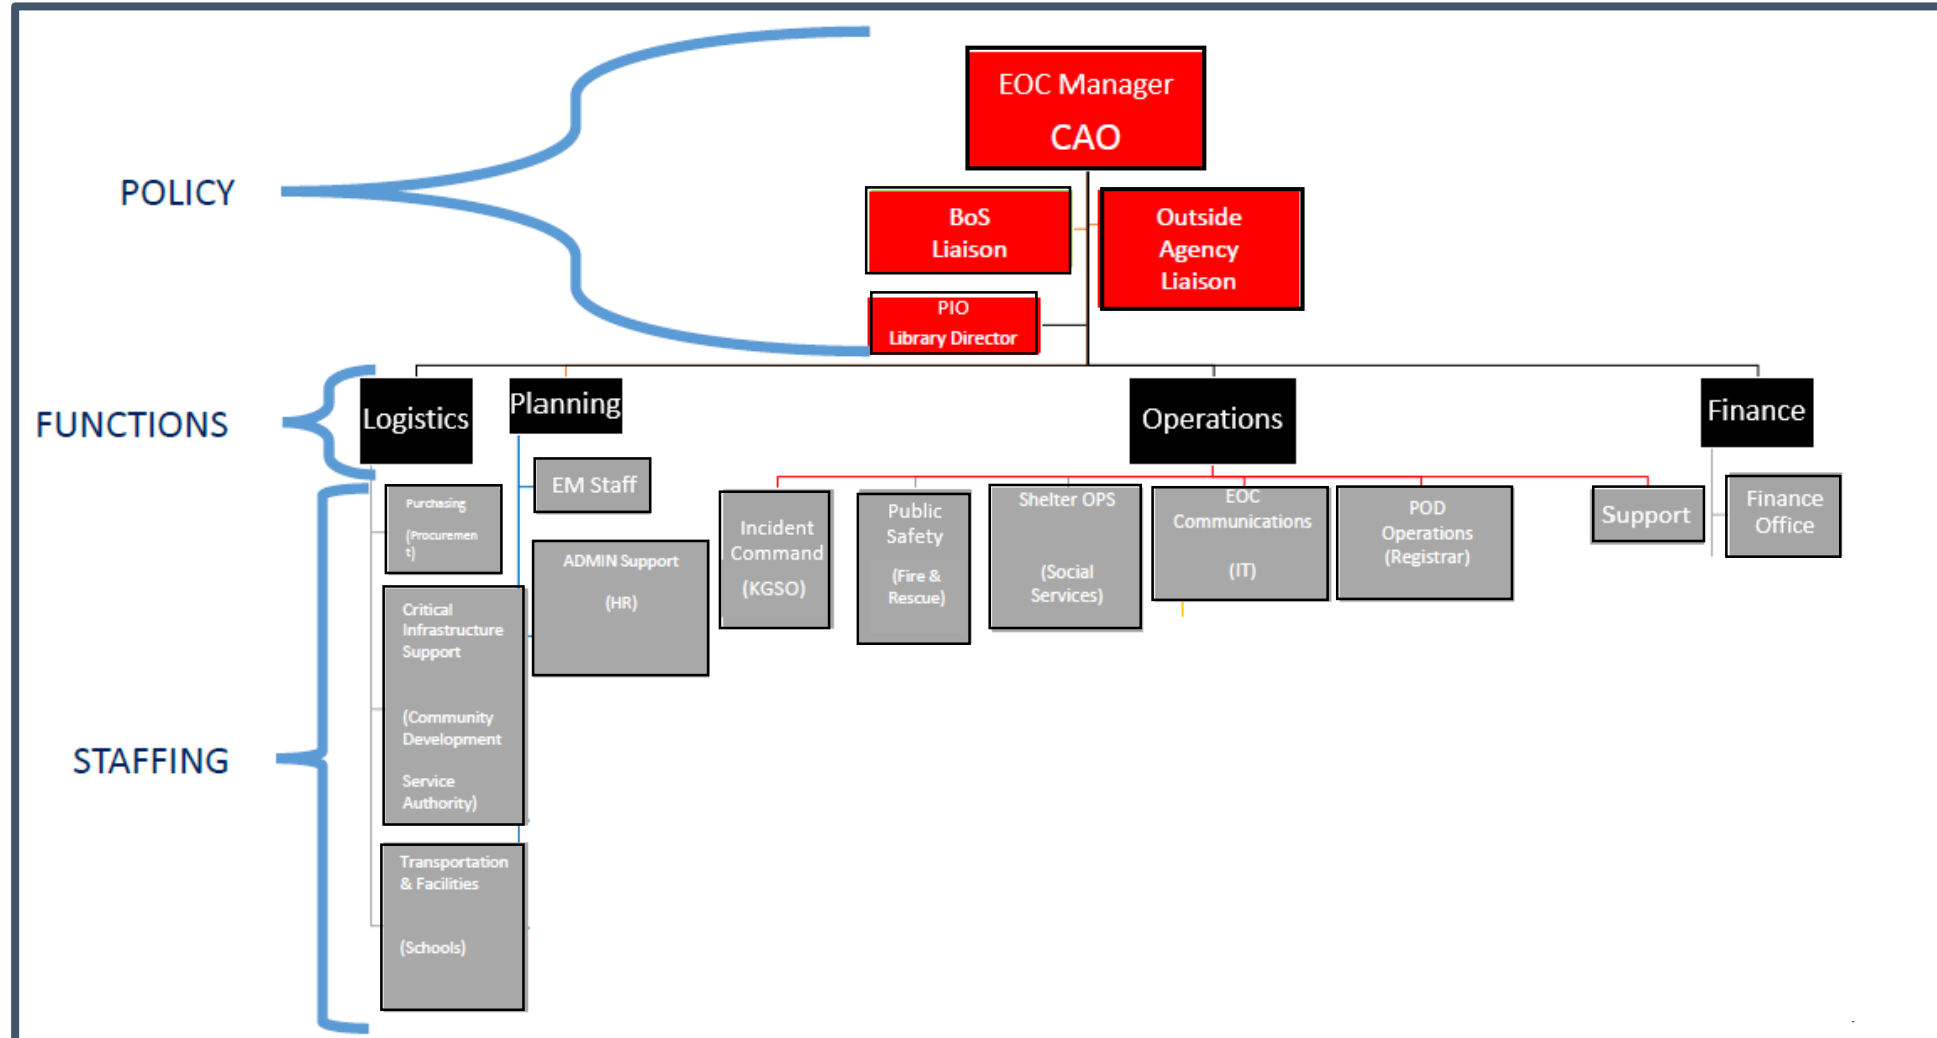 EOC Manager
CAO
POLICY
BoS
Liaison
Outside
Agency
Liaison
PIO
Library Director
FUNCTIONS
Logistics
Planning
Operations
Finance
STAFFING
Purchasing
(Procuremen
t)
Critical
Infrastructure
Support
(Community
Development
Service
Authority)
Transportation
& Facilities
(Schools)
EM Staff
ADMIN Support
(HR)
Incident
Command
(KGSO)
Public
Safety
(Fire &
Rescue)
Shelter OPS
(Social
Services)
EOC
Communications
(IT)
POD
Operations
(Registrar)
Support
Finance
Office